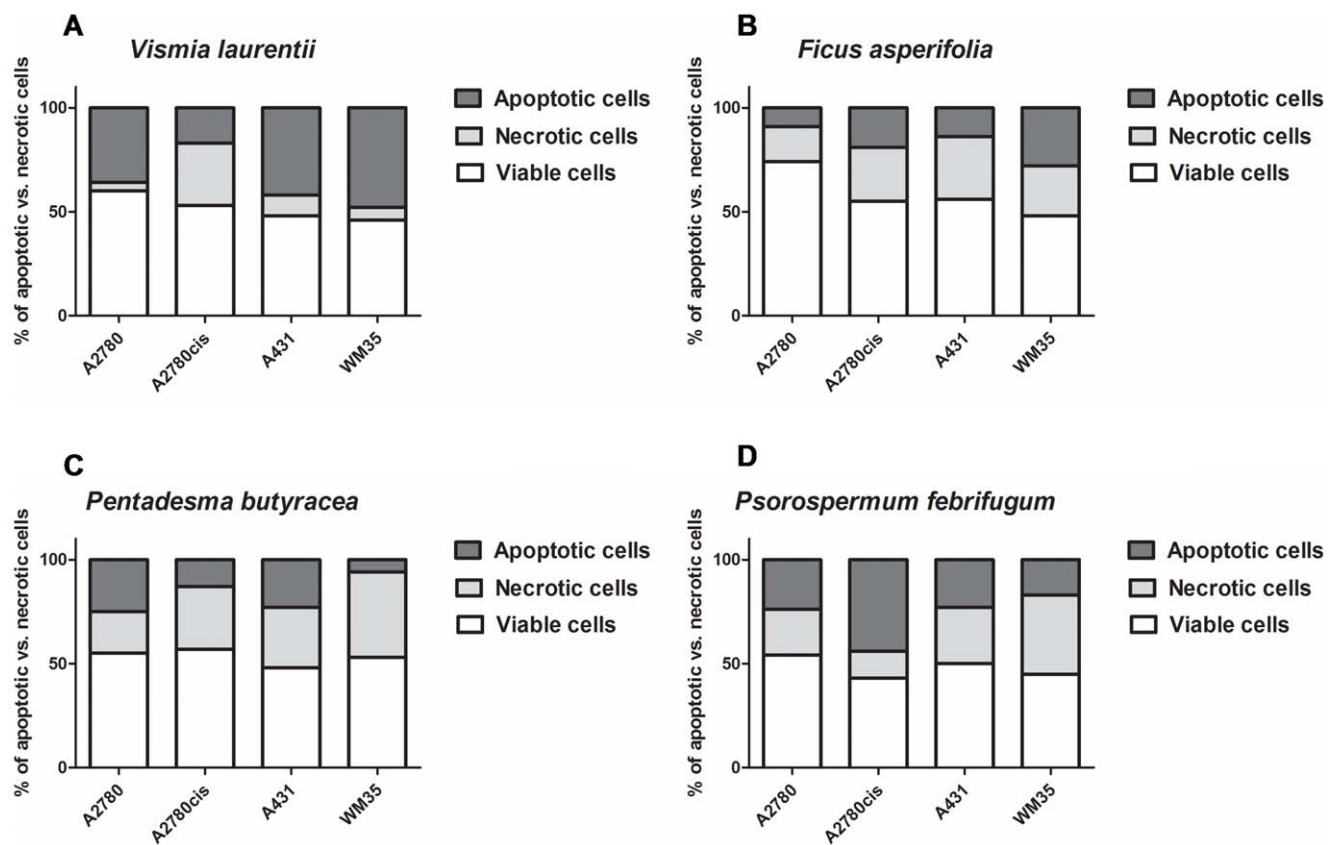 A
Vismia laurentii
% of apoptotic vs. necrotic cells
100
50
0
A2780
A2780cis
A431
WM35
Apoptotic cells
Necrotic cells
Viable cells
B
Ficus asperifolia
% of apoptotic vs. necrotic cells
100
50
0
A2780
A2780cis
A431
WM35
Apoptotic cells
Necrotic cells
Viable cells
C
Pentadesma butyracea
% of apoptotic vs. necrotic cells
100
50
0
A2780
A2780cis
A431
WM35
Apoptotic cells
Necrotic cells
Viable cells
D
Psorospermum febrifugum
% of apoptotic vs. necrotic cells
100
50
0
A2780
A2780cis
A431
WM35
Apoptotic cells
Necrotic cells
Viable cells